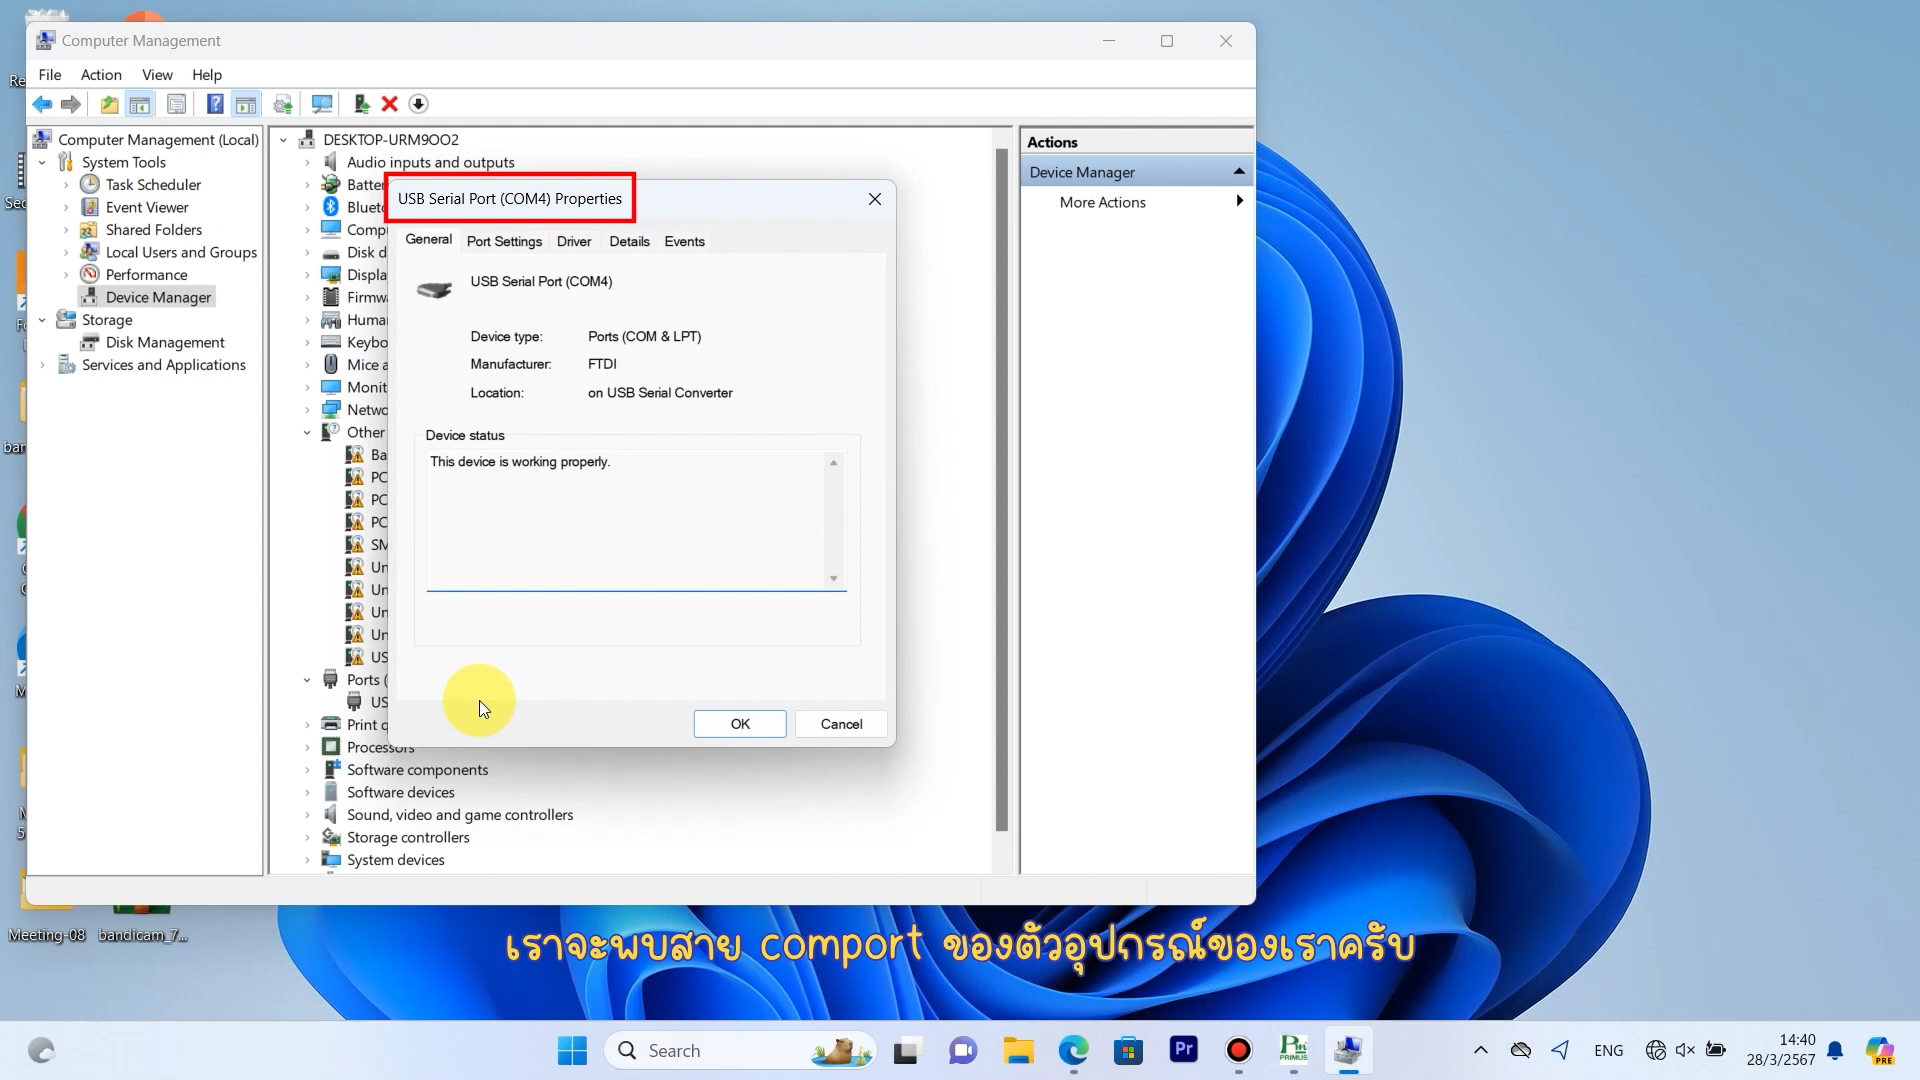 Computer Management
File Action View Help
Computer Management (Local)
System Tools
Task Scheduler
Event Viewer
Shared Folders
Local Users and Groups
Performance
Device Manager
Storage
Disk Management
Services and Applications
DESKTOP-URM9OO2
Audio inputs and outputs
Other
Ports (
Processors
Software components
Software devices
Sound, video and game controllers
Storage controllers
System devices
USB Serial Port (COM4) Properties
General Port Settings Driver Details Events
USB Serial Port (COM4)
Device type: Ports (COM & LPT)
Manufacturer: FTDI
Location: on USB Serial Converter
Device status
This device is working properly.
OK Cancel
Actions
Device Manager
More Actions
Meeting-08 bandicam_7...
เราจะพบสาย comport ของตัวอุปกรณ์ของเราครับ
Search
Pr
PRIMUS
ENG
14:40
28/3/2567
PRE